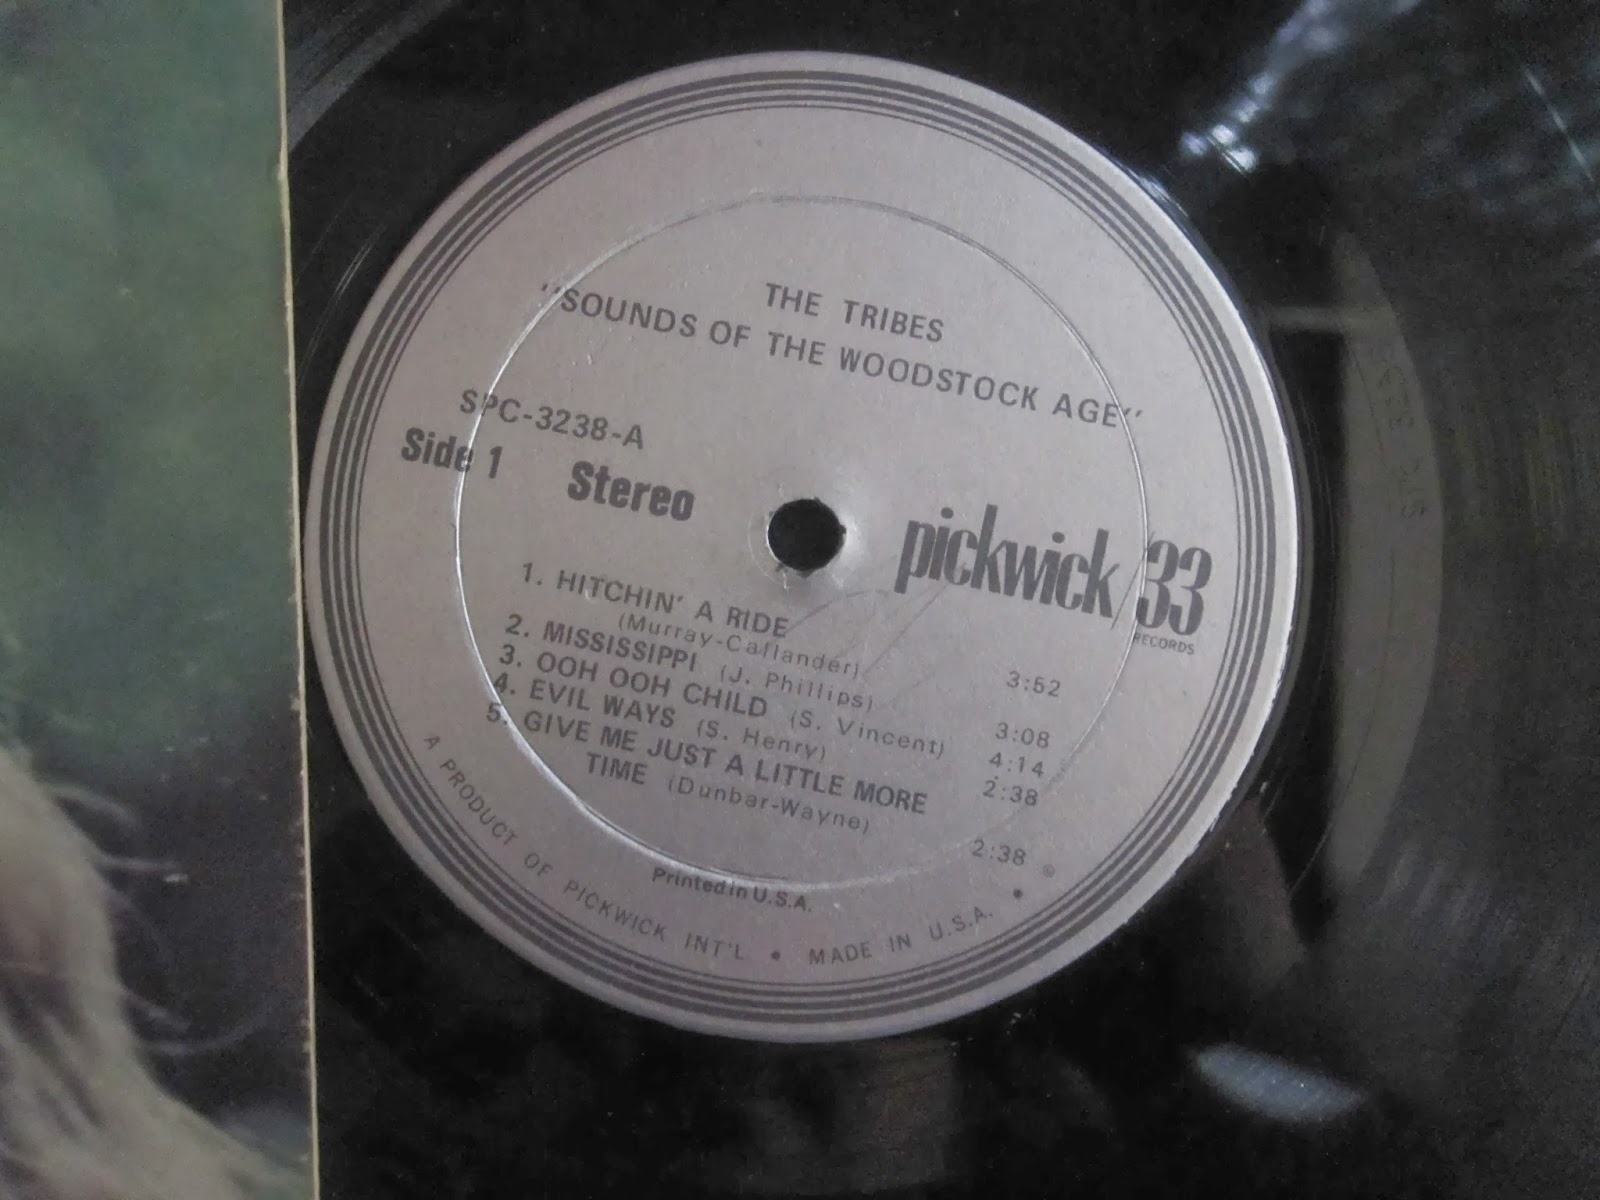 THE TRIBES
"SOUNDS OF THE WOODSTOCK AGE"
SPC-3238-A
Side 1 Stereo
pickwick/33
RECORDS
1. HITCHIN' A RIDE
(Murray-Callander) 3:52
2. MISSISSIPPI (J. Phillips) 3:08
3. OOH OOH CHILD (S. Vincent) 4:14
4. EVIL WAYS (S. Henry) 2:38
5. GIVE ME JUST A LITTLE MORE
TIME (Dunbar-Wayne) 2:38
Printed in U.S.A.
A PRODUCT OF PICKWICK INT'L • MADE IN U.S.A. •